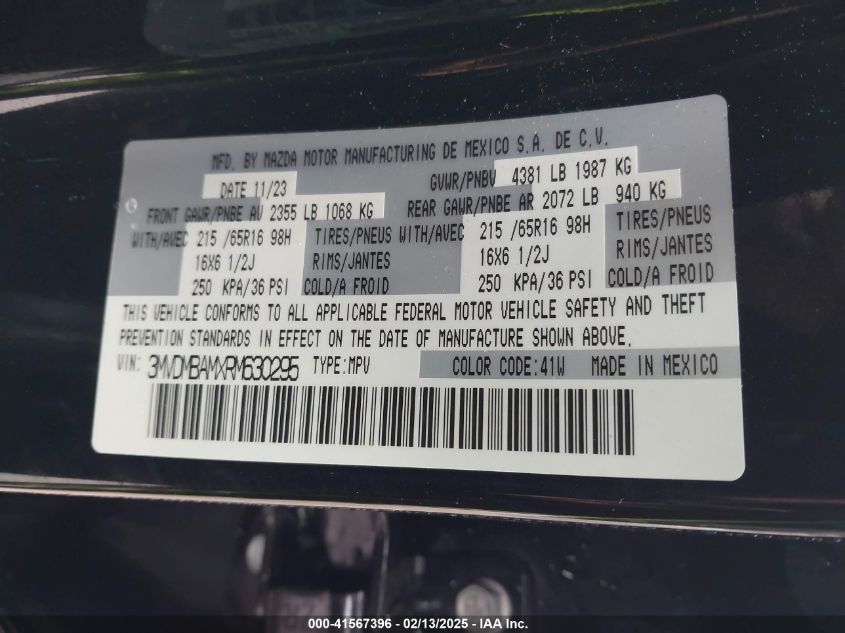 MFD. BY MAZDA MOTOR MANUFACTURING DE MEXICO S.A. DE C.V.
DATE 11/23 GVWR/PNBV 4381 LB 1987 KG
FRONT GAWR/PNBE AV 2355 LB 1068 KG REAR GAWR/PNBE AR 2072 LB 940 KG
WITH/AVEC 215 /65R16 98H TIRES/PNEUS WITH/AVEC 215 /65R16 98H TIRES/PNEUS
16X6 1/2J RIMS/JANTES 16X6 1/2J RIMS/JANTES
250 KPA/36 PSI COLD/A FROID 250 KPA/36 PSI COLD/A FROID
THIS VEHICLE CONFORMS TO ALL APPLICABLE FEDERAL MOTOR VEHICLE SAFETY AND THEFT
PREVENTION STANDARDS IN EFFECT ON THE DATE OF MANUFACTURE SHOWN ABOVE.
VIN: 3MVDMBAMXRM630295 TYPE:MPV COLOR CODE:41W MADE IN MEXICO
000-41567396 - 02/13/2025 - IAA Inc.